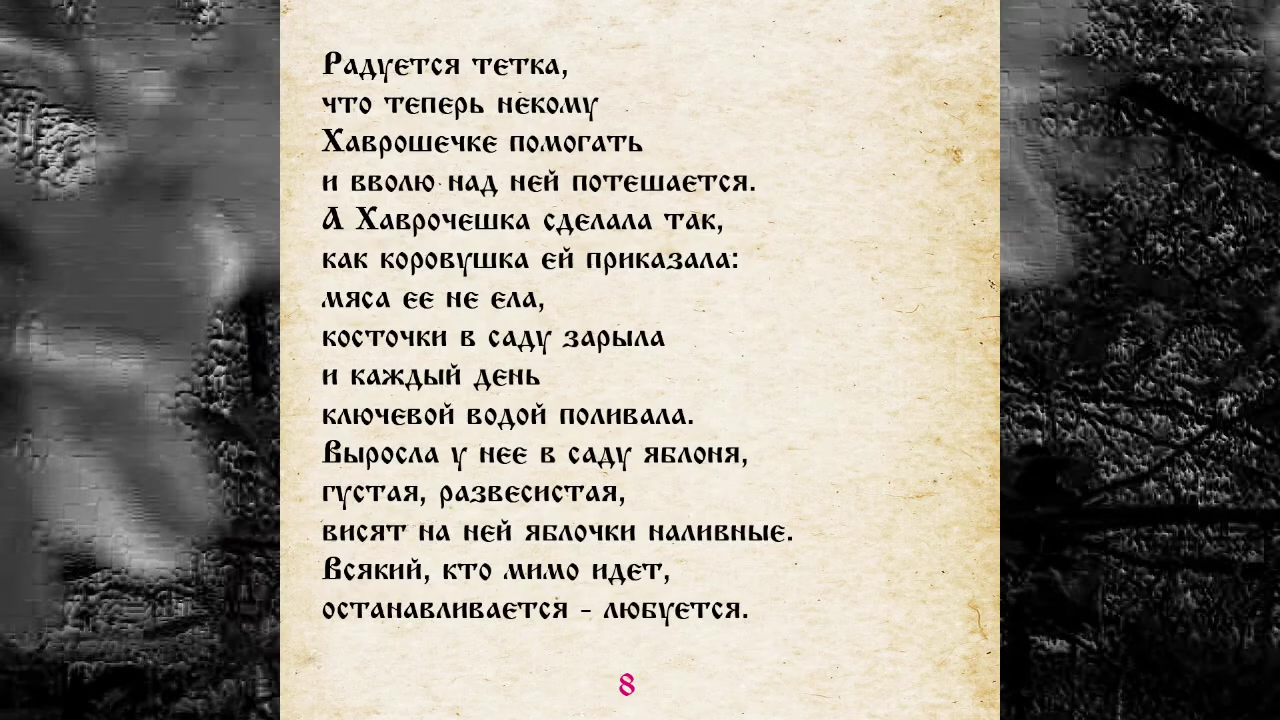 Радуется тетка,
что теперь некому
Хаврошечке помогать
и вволю над ней потешается.
А Хаврочешка сделала так,
как коровушка ей приказала:
мяса ее не ела,
косточки в саду зарыла
и каждый день
ключевой водой поливала.
Выросла у нее в саду яблоня,
густая, развесистая,
висят на ней яблочки наливные.
Всякий, кто мимо идет,
останавливается - любуется.
8